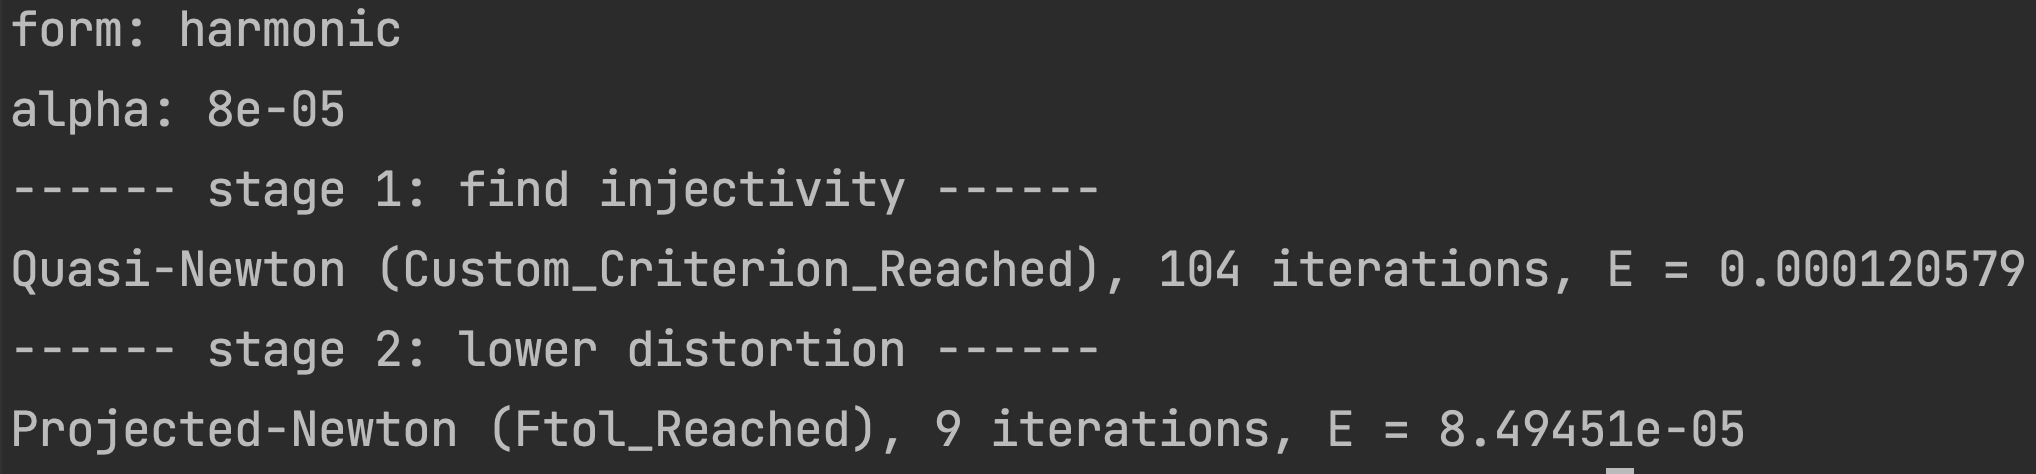 form: harmonic
alpha: 8e-05
------ stage 1: find injectivity ------
Quasi-Newton (Custom_Criterion_Reached), 104 iterations, E = 0.000120579
------ stage 2: lower distortion ------
Projected-Newton (Ftol_Reached), 9 iterations, E = 8.49451e-05